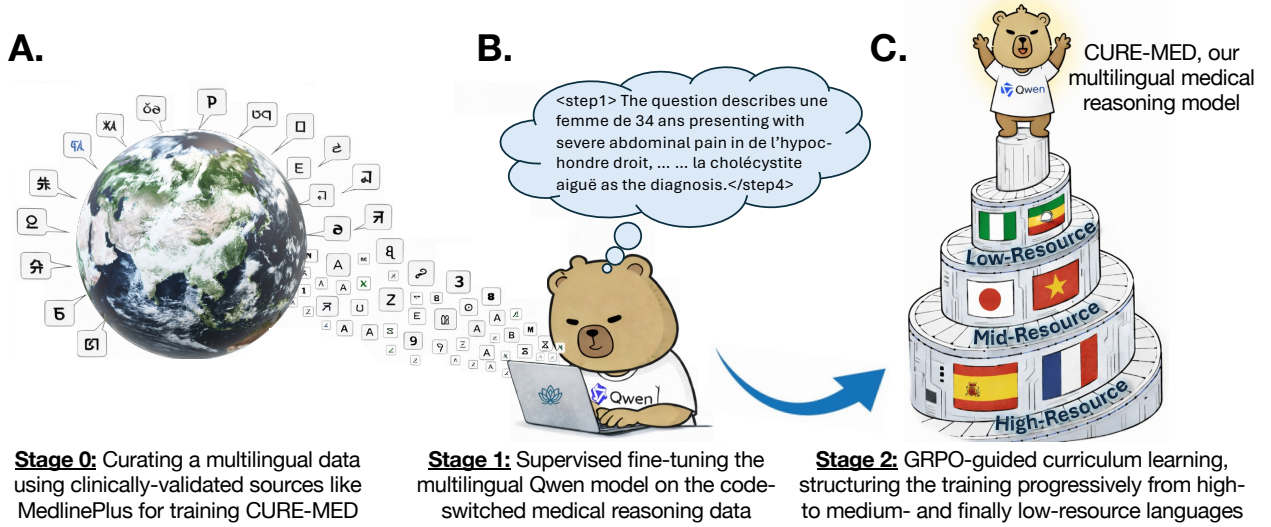 A.
B.
C.
<step1> The question describes une
femme de 34 ans presenting with
severe abdominal pain in de l'hypoc-
hondre droit, ... ... la cholécystite
aiguë as the diagnosis.</step4>
Qwen
CURE-MED, our
multilingual medical
reasoning model
Qwen
Low-Resource
Mid-Resource
High-Resource
Stage 0: Curating a multilingual data
using clinically-validated sources like
MedlinePlus for training CURE-MED
Stage 1: Supervised fine-tuning the
multilingual Qwen model on the code-
switched medical reasoning data
Stage 2: GRPO-guided curriculum learning,
structuring the training progressively from high-
to medium- and finally low-resource languages